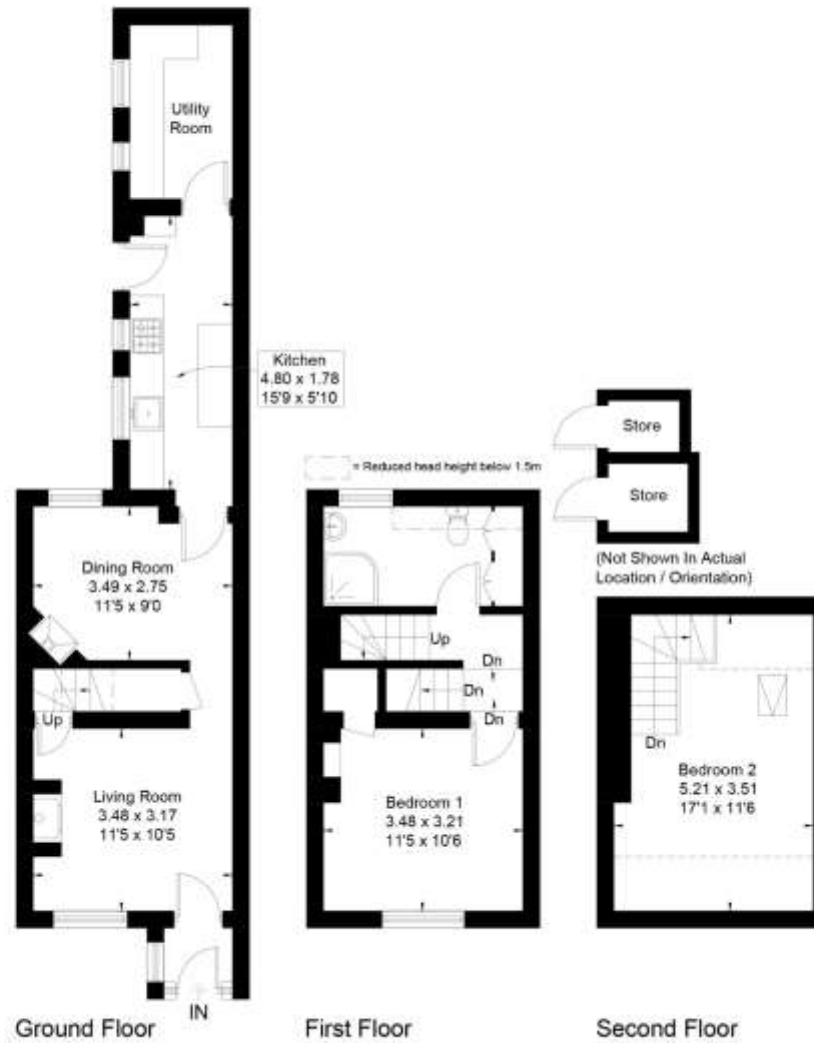 Utility
Room
Kitchen
4.80 x 1.78
15'9 x 5'10
Dining Room
3.49 x 2.75
11'5 x 9'0
Up
Living Room
3.48 x 3.17
11'5 x 10'5
IN
Ground Floor
= Reduced head height below 1.5m
Up
Dn
Dn
Dn
Bedroom 1
3.48 x 3.21
11'5 x 10'6
First Floor
Store
Store
(Not Shown In Actual
Location / Orientation)
Dn
Bedroom 2
5.21 x 3.51
17'1 x 11'6
Second Floor